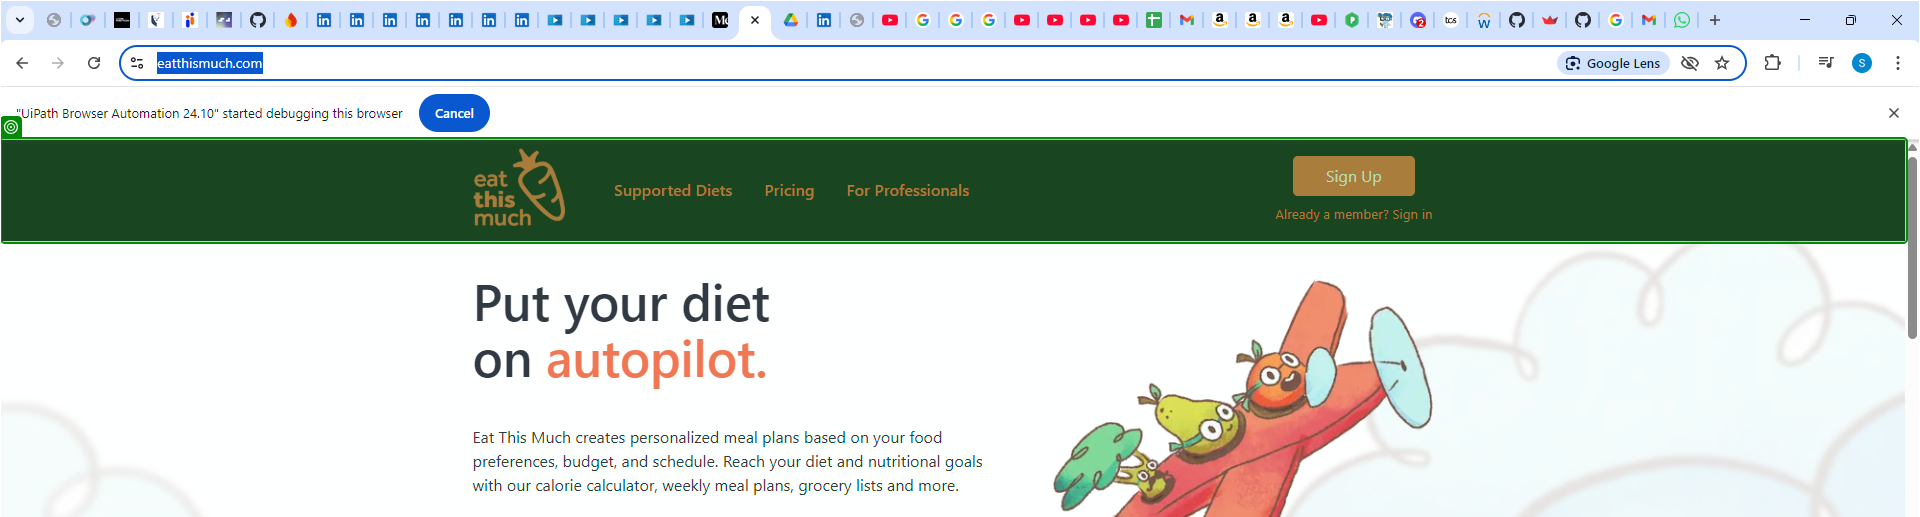 eatthismuch.com
Google Lens
S
"UiPath Browser Automation 24.10" started debugging this browser
Cancel
eat
this
much
Supported Diets
Pricing
For Professionals
Sign Up
Already a member? Sign in
Put your diet
on autopilot.
Eat This Much creates personalized meal plans based on your food
preferences, budget, and schedule. Reach your diet and nutritional goals
with our calorie calculator, weekly meal plans, grocery lists and more.